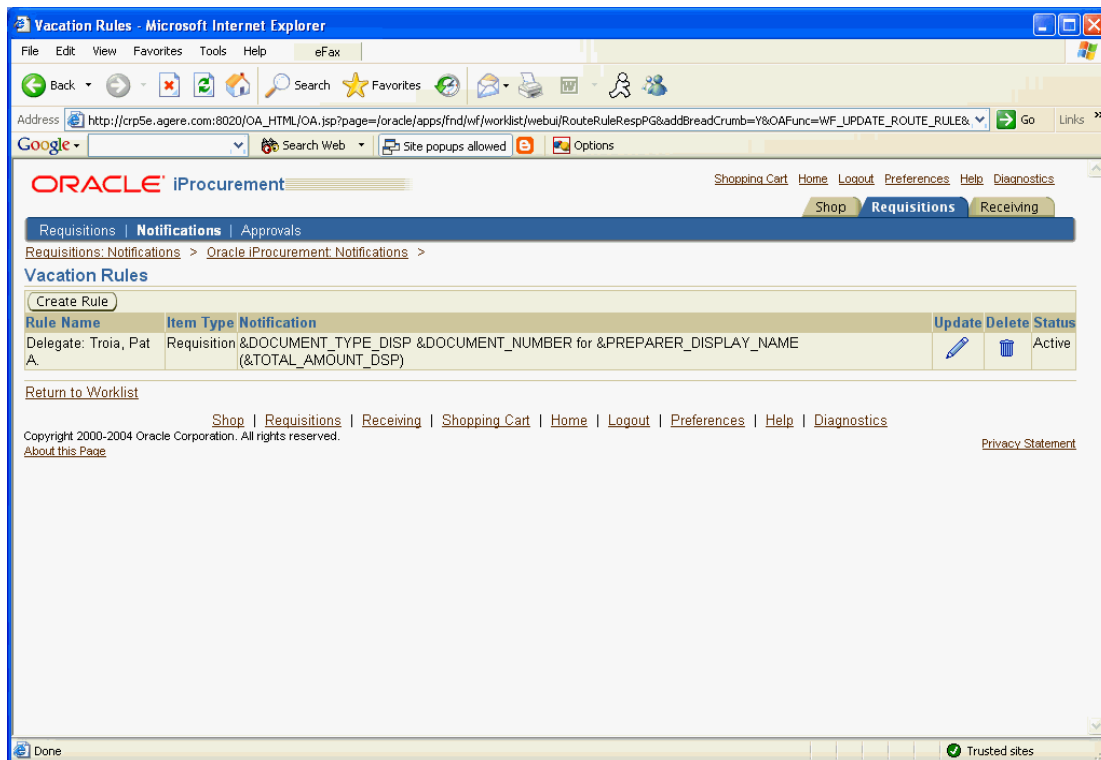 Vacation Rules - Microsoft Internet Explorer
File Edit View Favorites Tools Help eFax
Back Search Favorites
Address http://crp5e.agere.com:8020/OA_HTML/OA.jsp?page=/oracle/apps/fnd/wf/worklist/webui/RouteRuleRespPG&addBreadCrumb=Y&OAFunc=WF_UPDATE_ROUTE_RULE& Go Links »
Google Search Web Site popups allowed Options
ORACLE iProcurement
Shopping Cart Home Logout Preferences Help Diagnostics
Shop Requisitions Receiving
Requisitions | Notifications | Approvals
Requisitions: Notifications > Oracle iProcurement: Notifications >
Vacation Rules
Create Rule
Rule Name Item Type Notification Update Delete Status
Delegate: Troia, Pat Requisition &DOCUMENT_TYPE_DISP &DOCUMENT_NUMBER for &PREPARER_DISPLAY_NAME Active
A. (&TOTAL_AMOUNT_DSP)
Return to Worklist
Shop | Requisitions | Receiving | Shopping Cart | Home | Logout | Preferences | Help | Diagnostics
Copyright 2000-2004 Oracle Corporation. All rights reserved.
About this Page Privacy Statement
Done Trusted sites